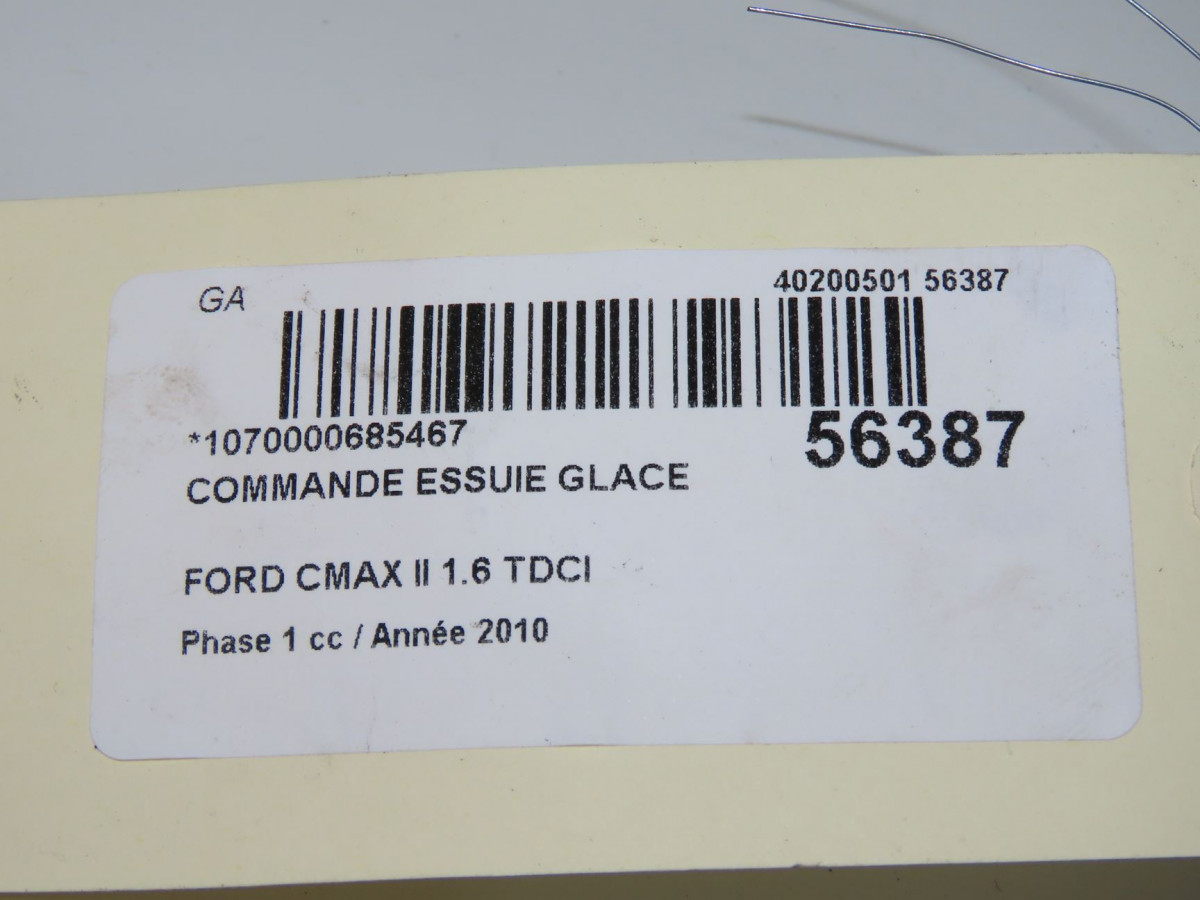 GA
40200501 56387
*1070000685467
56387
COMMANDE ESSUIE GLACE
FORD CMAX II 1.6 TDCI
Phase 1 cc / Année 2010